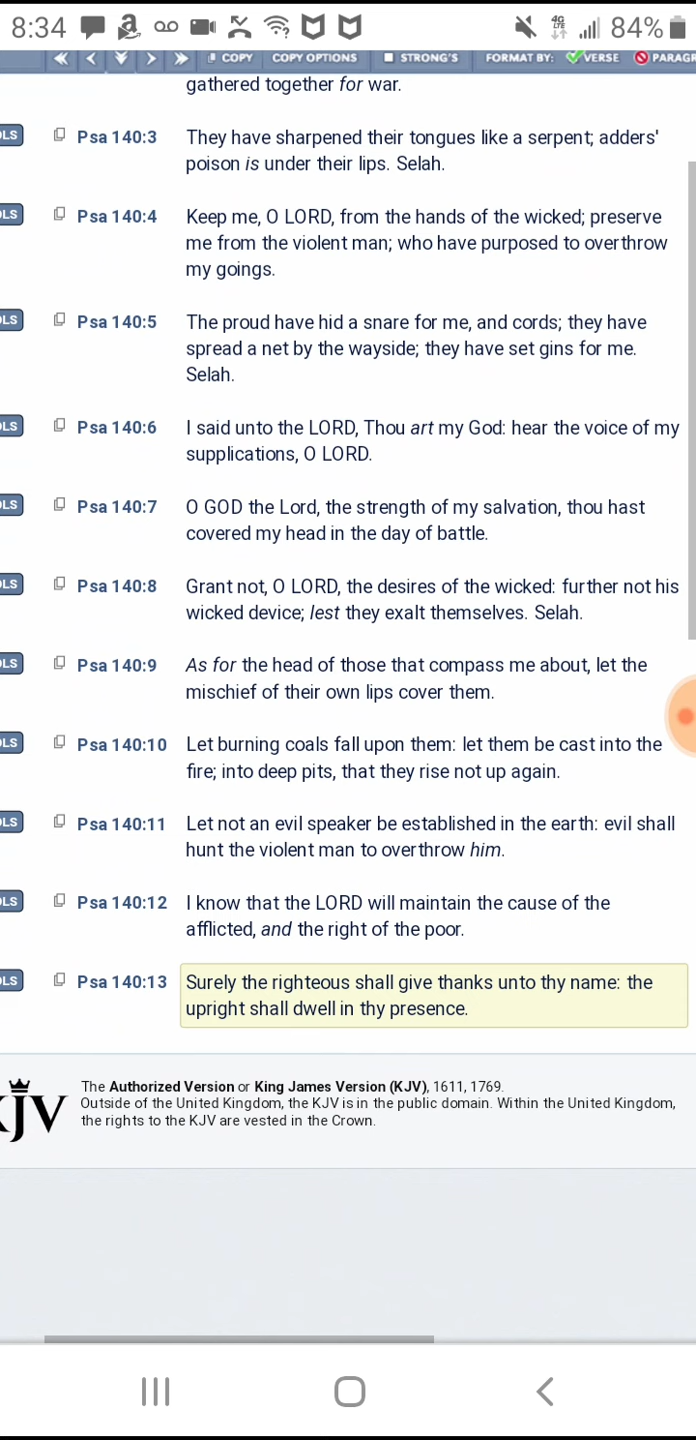 8:34
4G
LTE
84%
COPY COPY OPTIONS STRONG'S FORMAT BY: VERSE PARAGR
gathered together for war.
OLS Psa 140:3 They have sharpened their tongues like a serpent; adders'
poison is under their lips. Selah.
OLS Psa 140:4 Keep me, O LORD, from the hands of the wicked; preserve
me from the violent man; who have purposed to overthrow
my goings.
OLS Psa 140:5 The proud have hid a snare for me, and cords; they have
spread a net by the wayside; they have set gins for me.
Selah.
OLS Psa 140:6 I said unto the LORD, Thou art my God: hear the voice of my
supplications, O LORD.
OLS Psa 140:7 O GOD the Lord, the strength of my salvation, thou hast
covered my head in the day of battle.
OLS Psa 140:8 Grant not, O LORD, the desires of the wicked: further not his
wicked device; lest they exalt themselves. Selah.
OLS Psa 140:9 As for the head of those that compass me about, let the
mischief of their own lips cover them.
OLS Psa 140:10 Let burning coals fall upon them: let them be cast into the
fire; into deep pits, that they rise not up again.
OLS Psa 140:11 Let not an evil speaker be established in the earth: evil shall
hunt the violent man to overthrow him.
OLS Psa 140:12 I know that the LORD will maintain the cause of the
afflicted, and the right of the poor.
OLS Psa 140:13 Surely the righteous shall give thanks unto thy name: the
upright shall dwell in thy presence.
KJV
The Authorized Version or King James Version (KJV), 1611, 1769.
Outside of the United Kingdom, the KJV is in the public domain. Within the United Kingdom,
the rights to the KJV are vested in the Crown.